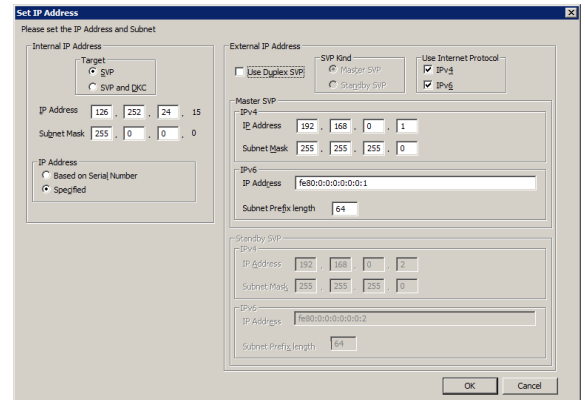 Set IP Address
Please set the IP Address and Subnet
Internal IP Address
Target
SVP
SVP and DKC
IP Address 126 . 252 . 24 . 15
Subnet Mask 255 . 0 . 0 . 0
IP Address
Based on Serial Number
Specified
External IP Address
Use Duplex SVP
SVP Kind
Master SVP
Standby SVP
Use Internet Protocol
IPv4
IPv6
Master SVP
IPv4
IP Address 192 . 168 . 0 . 1
Subnet Mask 255 . 255 . 255 . 0
IPv6
IP Address fe80:0:0:0:0:0:0:1
Subnet Prefix length 64
Standby SVP
IPv4
IP Address 192 . 168 . 0 . 2
Subnet Mask 255 . 255 . 255 . 0
IPv6
IP Address fe80:0:0:0:0:0:0:2
Subnet Prefix length 64
OK Cancel